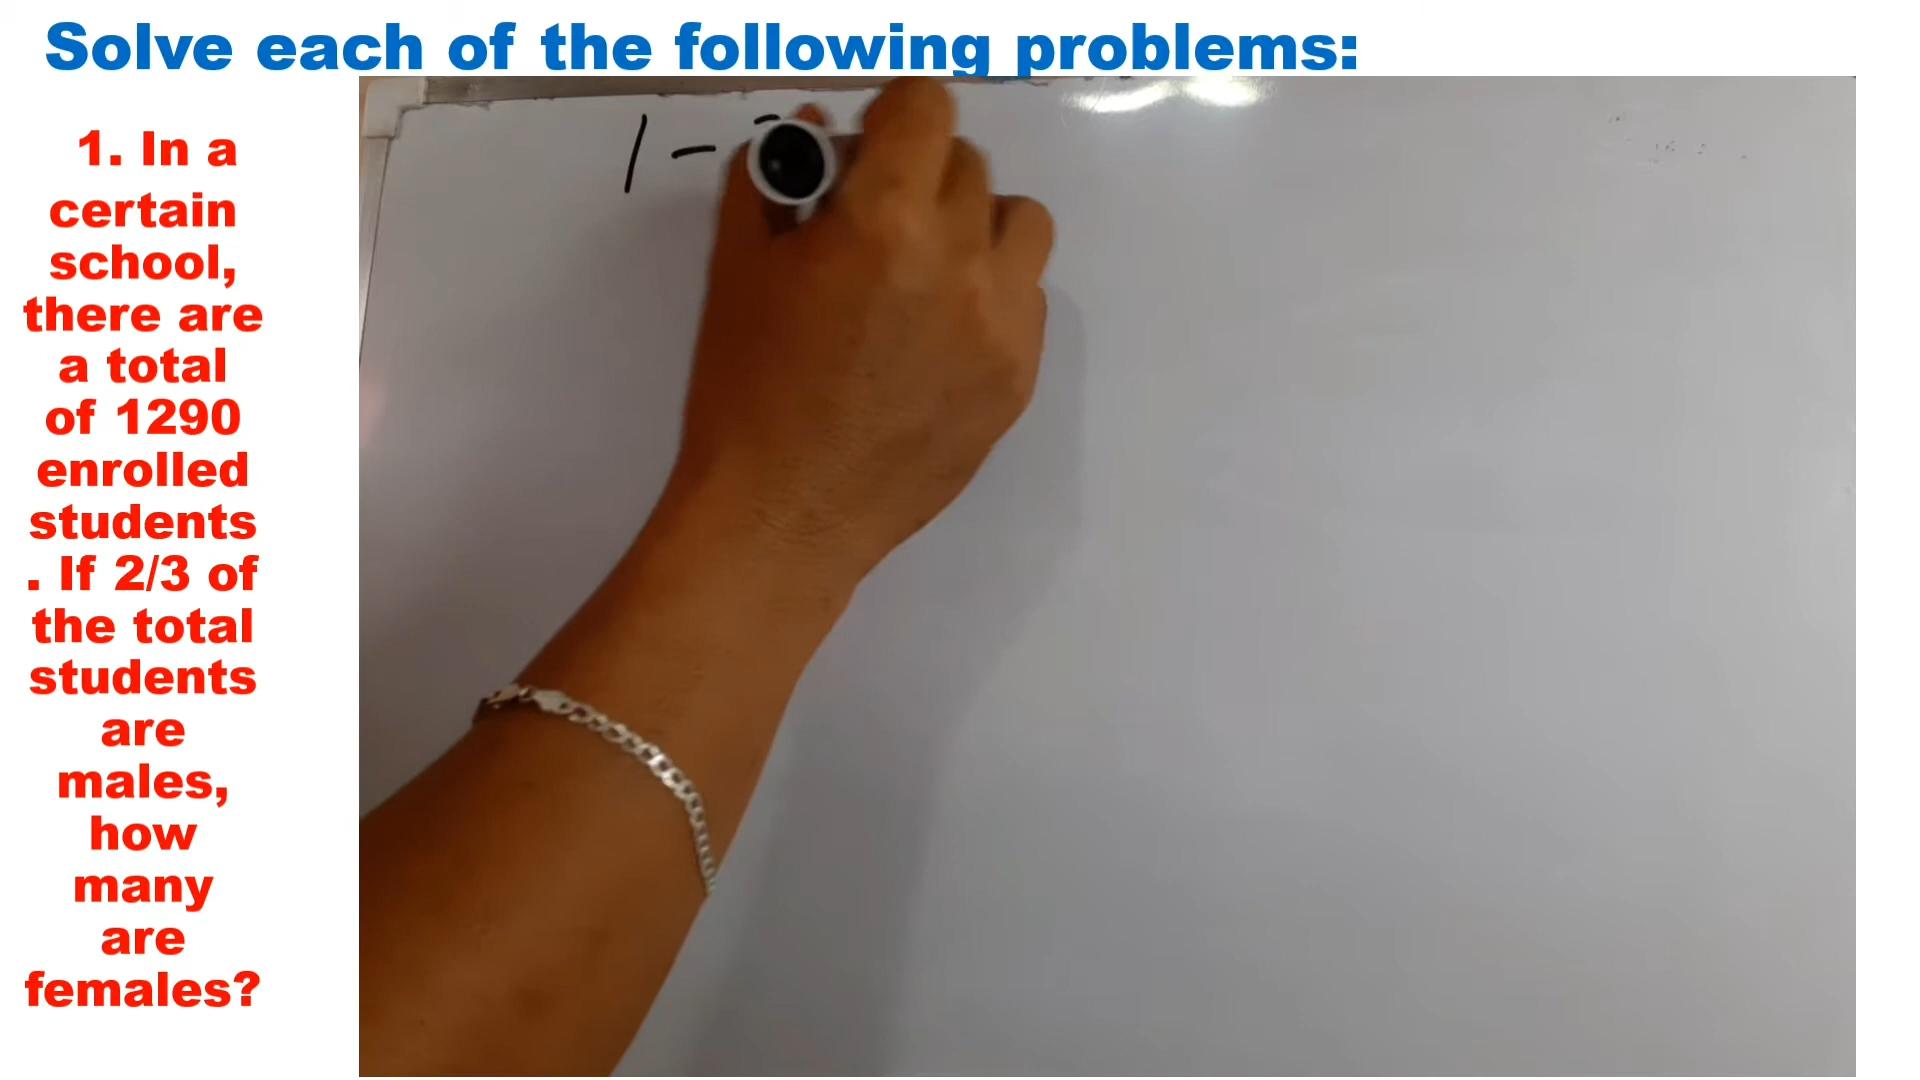 Solve each of the following problems:
1. In a
certain
school,
there are
a total
of 1290
enrolled
students
. If 2/3 of
the total
students
are
males,
how
many
are
females?
1 -